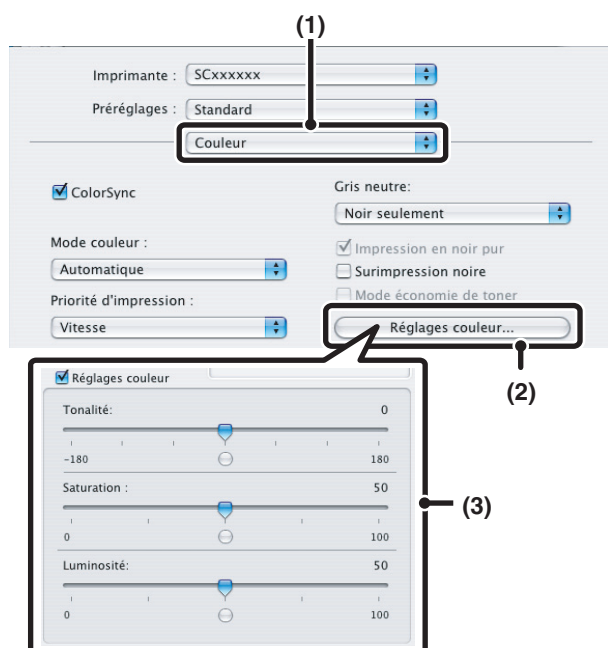 (1)
Imprimante : SCxxxxxx
Préréglages : Standard
Couleur
ColorSync
Gris neutre:
Noir seulement
Mode couleur :
Automatique
Impression en noir pur
Surimpression noire
Mode économie de toner
Priorité d'impression :
Vitesse
Réglages couleur...
(2)
Réglages couleur
Tonalité: 0
-180 180
Saturation : 50
0 100
(3)
Luminosité: 50
0 100